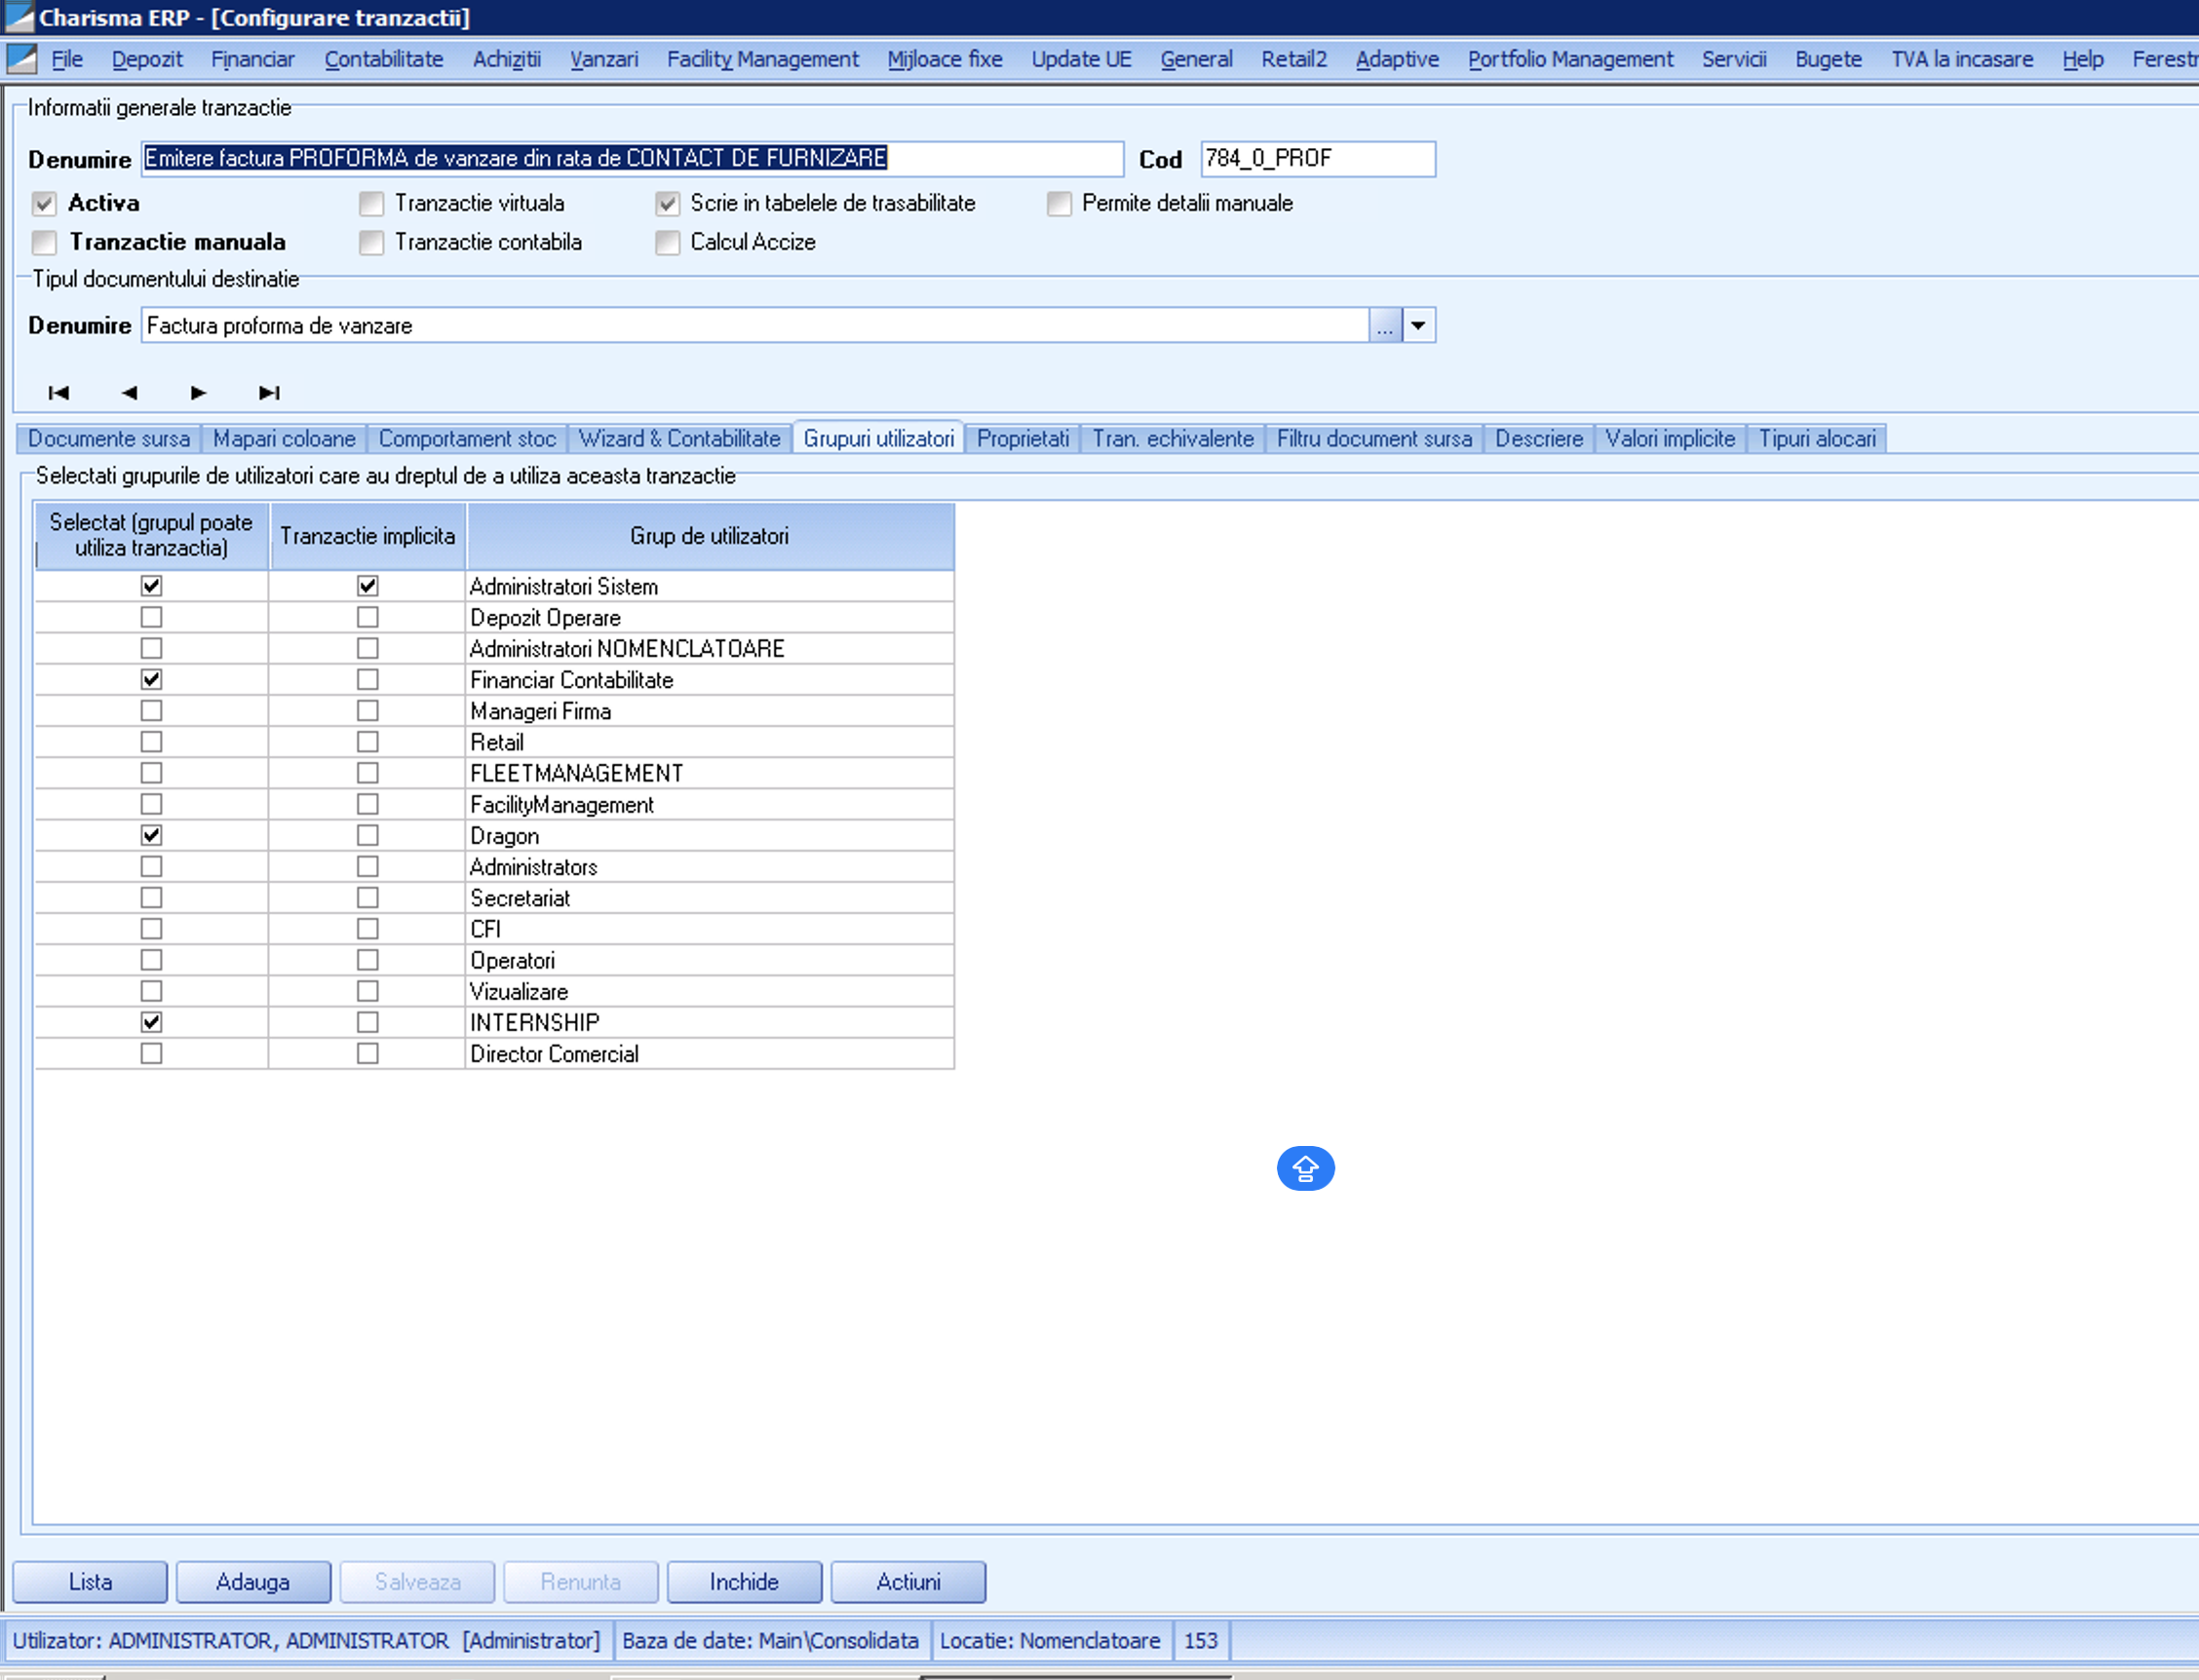 Charisma ERP - [Configurare tranzactii]
File Depozit Financiar Contabilitate Achizitii Vanzari Facility Management Mijloace fixe Update UE General Retail2 Adaptive Portfolio Management Servicii Bugete TVA la incasare Help Ferestr
Informatii generale tranzactie
Denumire Emitere factura PROFORMA de vanzare din rata de CONTACT DE FURNIZARE Cod 784_0_PROF
Activa Tranzactie virtuala Scrie in tabelele de trasabilitate Permite detalii manuale
Tranzactie manuala Tranzactie contabila Calcul Accize
Tipul documentului destinatie
Denumire Factura proforma de vanzare ...
Documente sursa Mapari coloane Comportament stoc Wizard & Contabilitate Grupuri utilizatori Proprietati Tran. echivalente Filtru document sursa Descriere Valori implicite Tipuri alocari
Selectati grupurile de utilizatori care au dreptul de a utiliza aceasta tranzactie
Selectat (grupul poate utiliza tranzactia) Tranzactie implicita Grup de utilizatori
Administratori Sistem
Depozit Operare
Administratori NOMENCLATOARE
Financiar Contabilitate
Manageri Firma
Retail
FLEETMANAGEMENT
FacilityManagement
Dragon
Administrators
Secretariat
CFI
Operatori
Vizualizare
INTERNSHIP
Director Comercial
Lista Adauga Salveaza Renunta Inchide Actiuni
Utilizator: ADMINISTRATOR, ADMINISTRATOR [Administrator] Baza de date: Main\Consolidata Locatie: Nomenclatoare 153